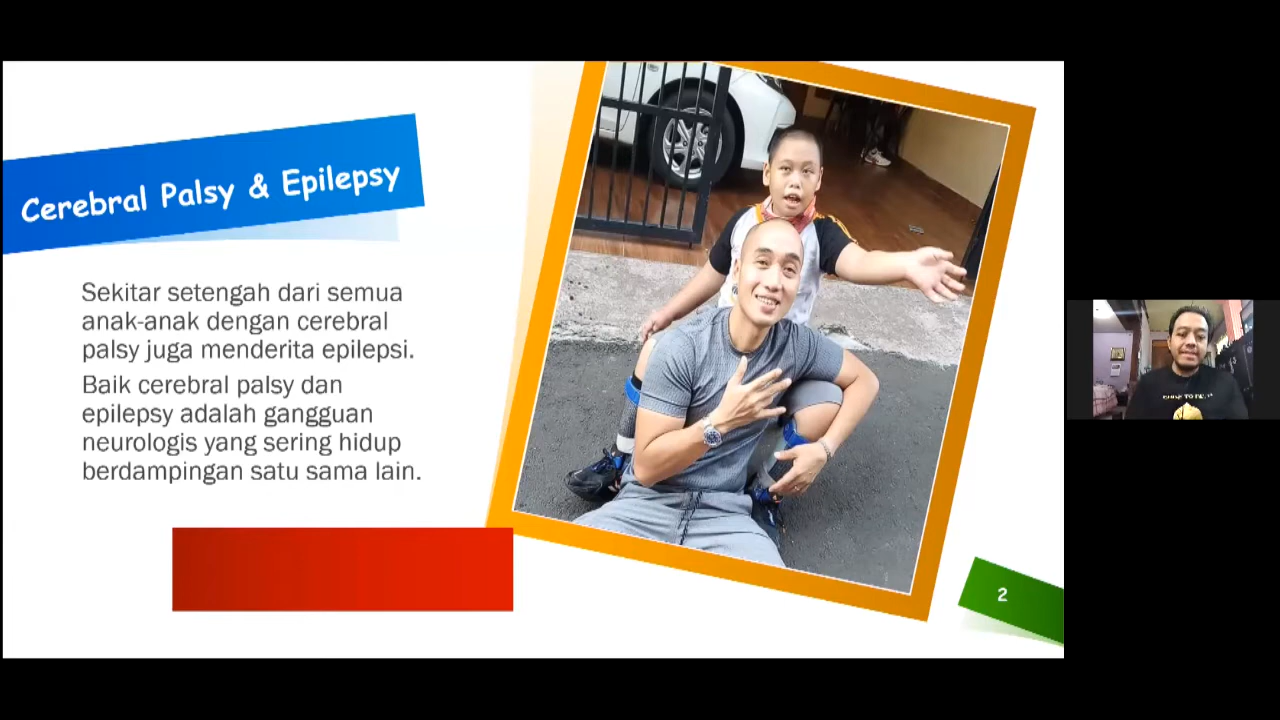 Cerebral Palsy & Epilepsy
Sekitar setengah dari semua
anak-anak dengan cerebral
palsy juga menderita epilepsi.
Baik cerebral palsy dan
epilepsy adalah gangguan
neurologis yang sering hidup
berdampingan satu sama lain.
2